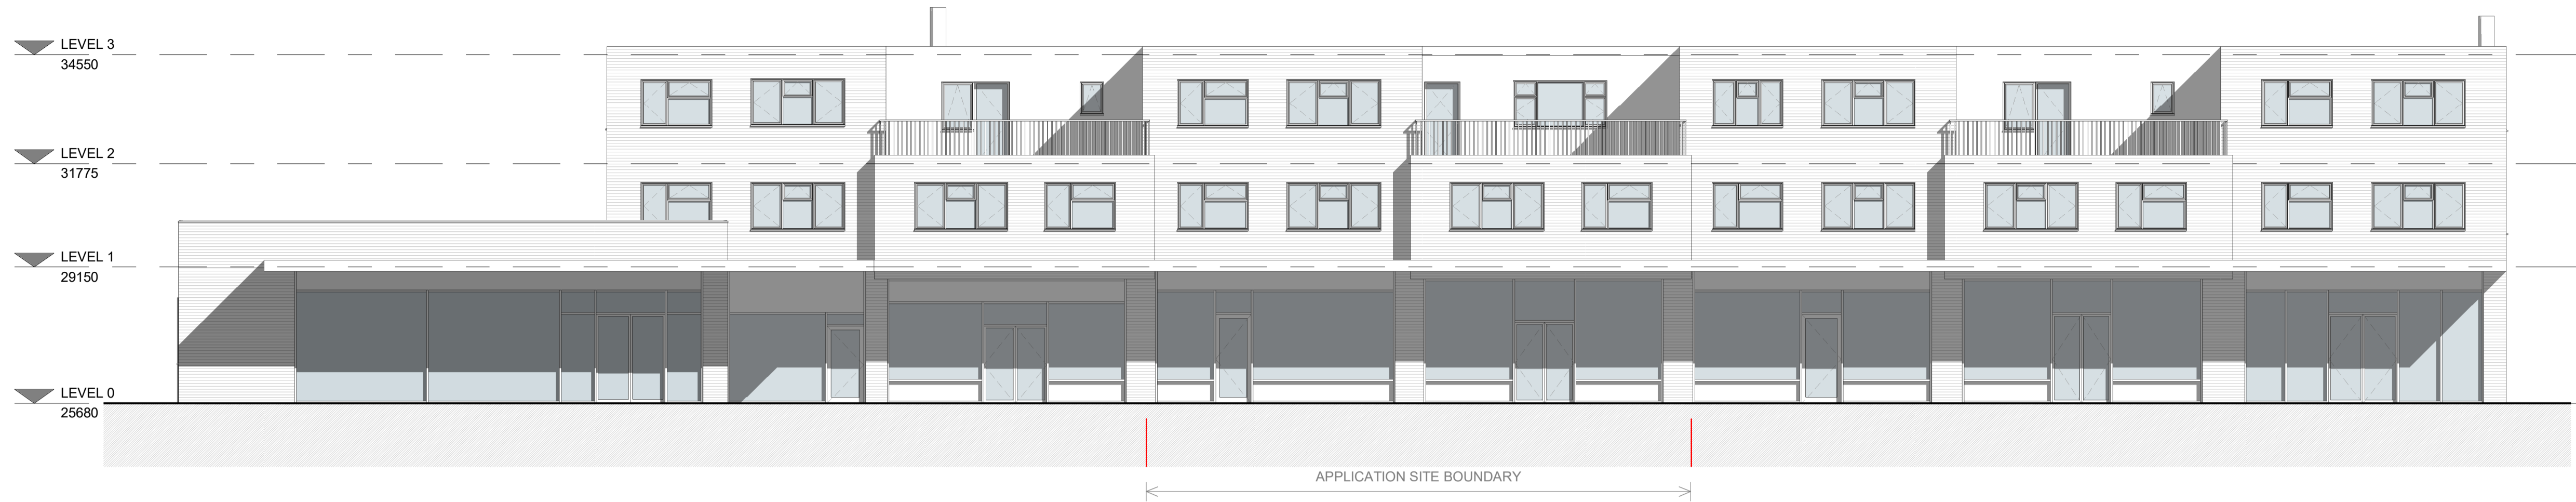 LEVEL 3
34550
LEVEL 2
31775
LEVEL 1
29150
LEVEL 0
25680
APPLICATION SITE BOUNDARY